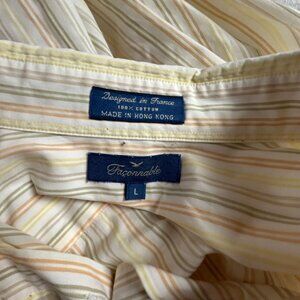 Designed in France
100% COTTON
MADE IN HONG KONG
Façonnable
L